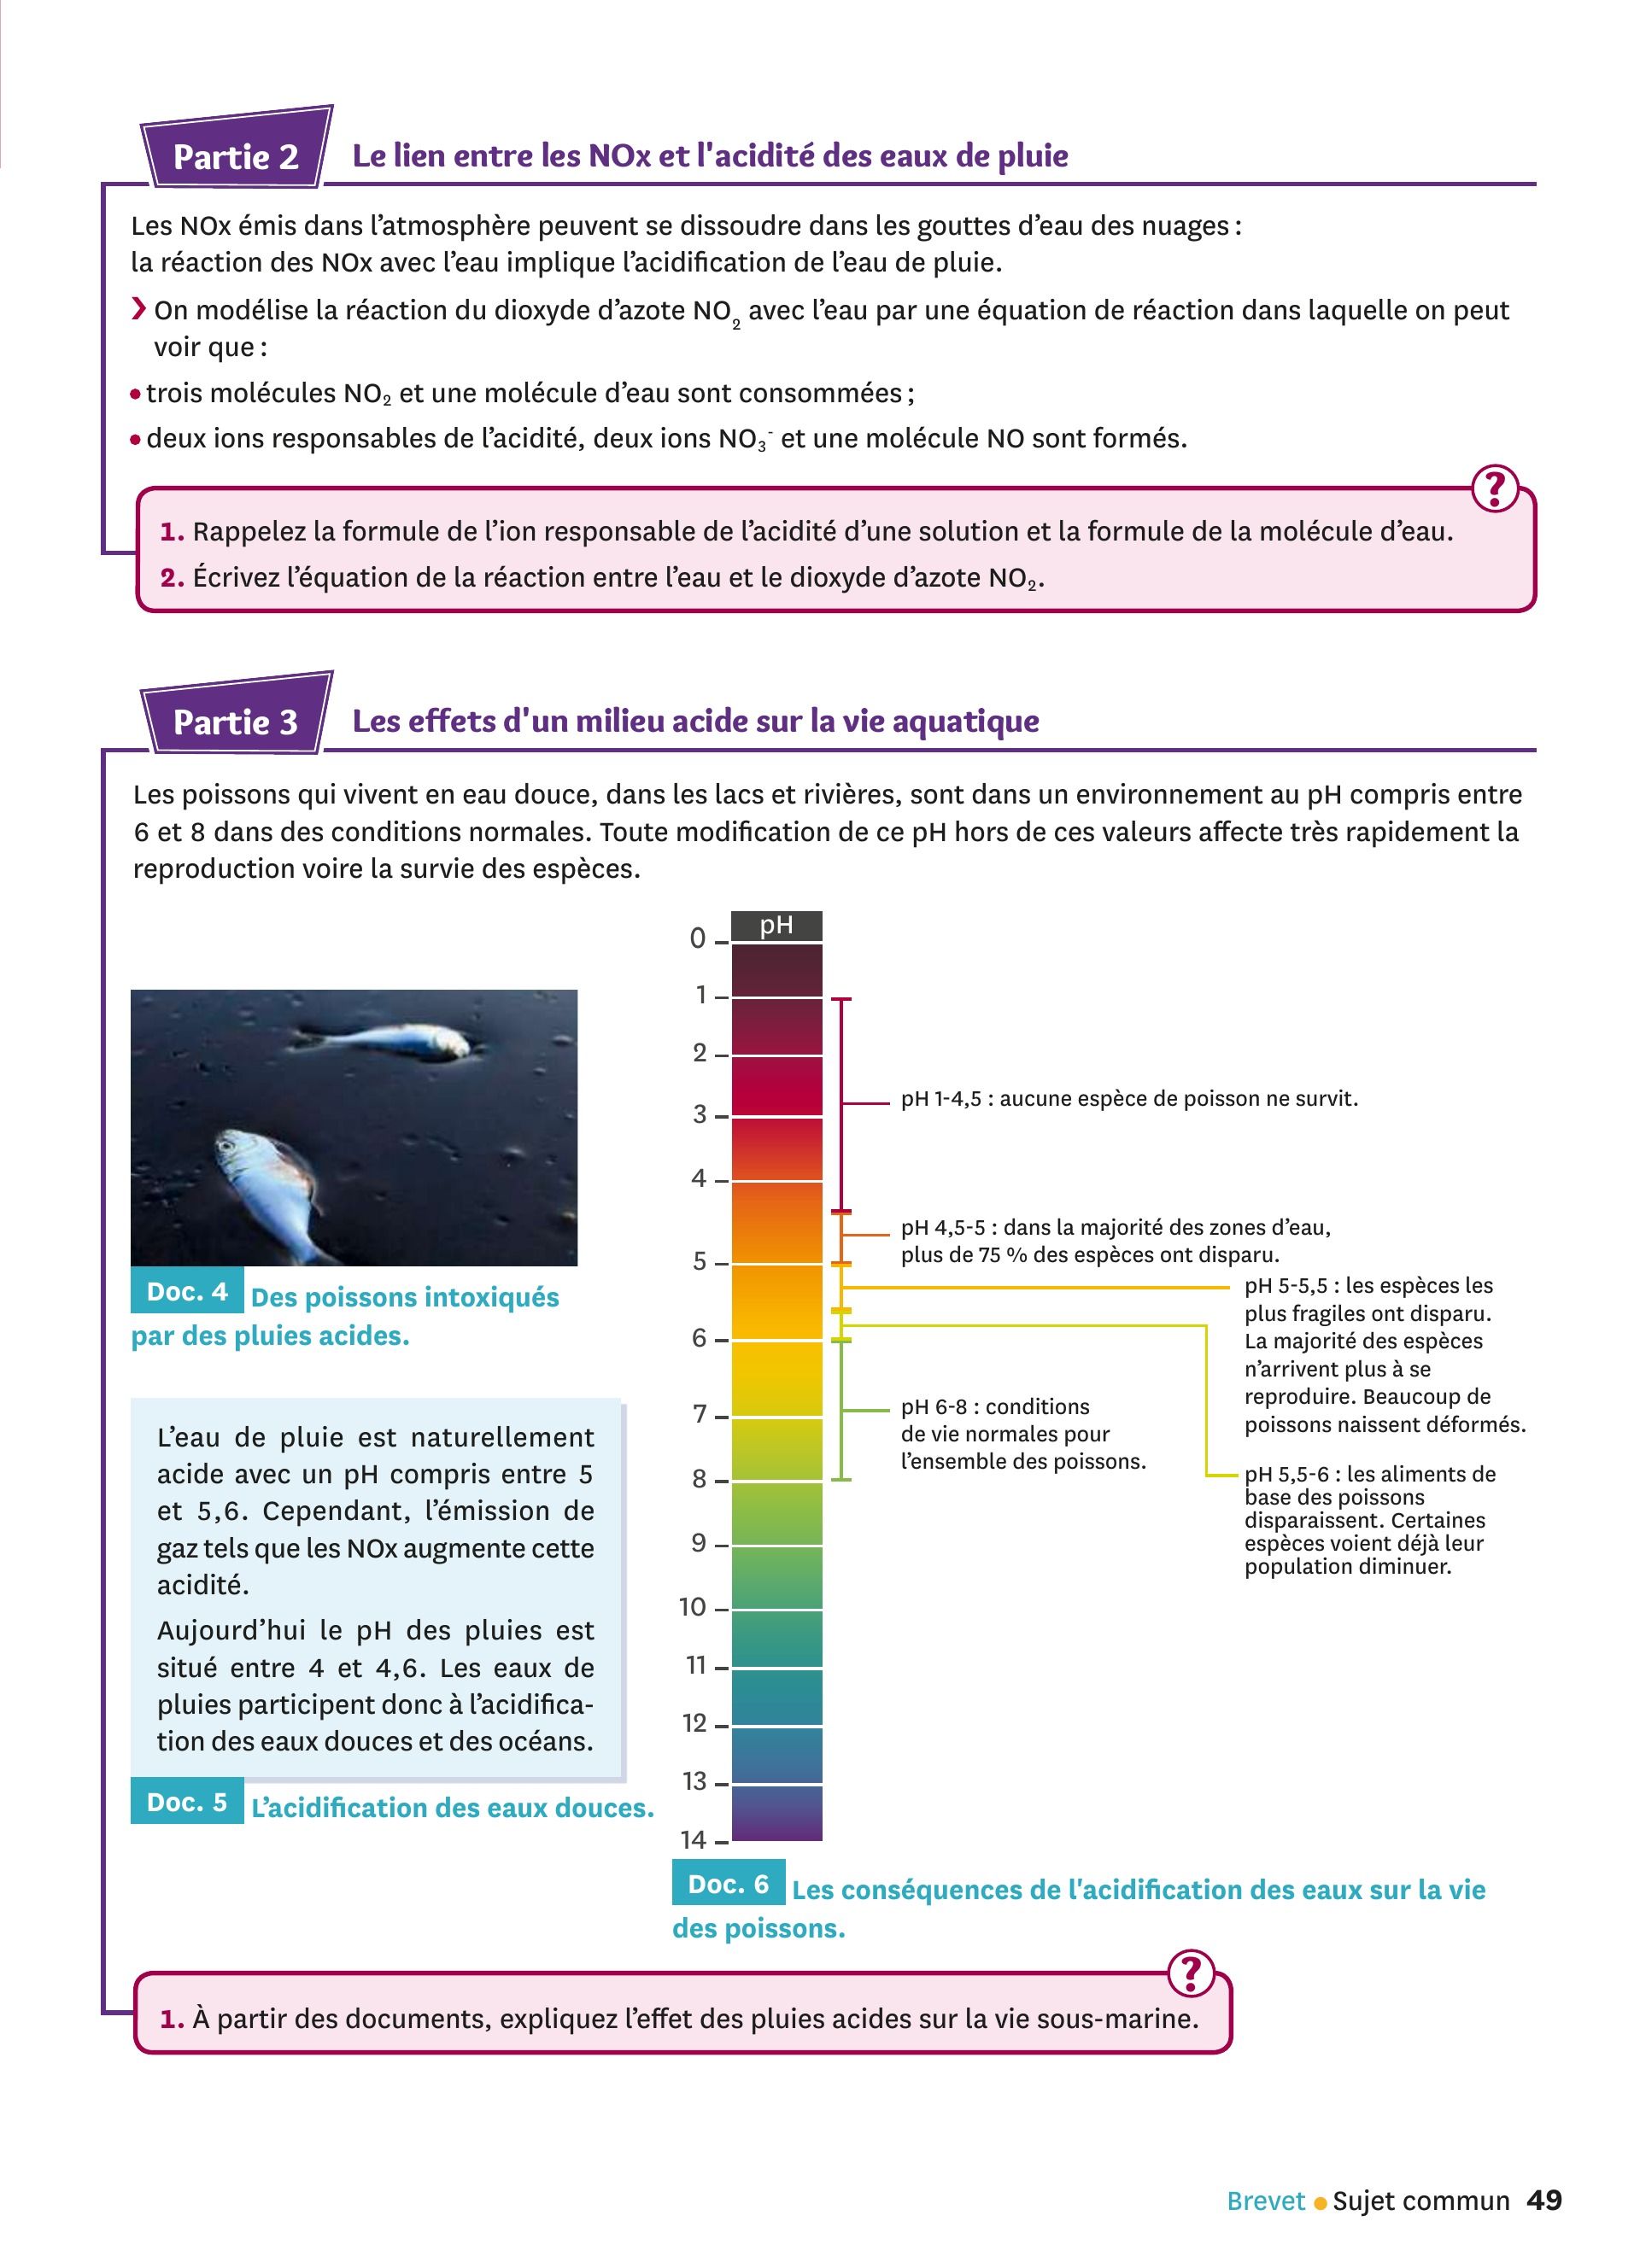 Partie 2
Le lien entre les NOx et l'acidité des eaux de pluie
Les NOx émis dans l’atmosphère peuvent se dissoudre dans les gouttes d’eau des nuages :
la réaction des NOx avec l’eau implique l’acidification de l’eau de pluie.
❯ On modélise la réaction du dioxyde d’azote NO₂ avec l’eau par une équation de réaction dans laquelle on peut
voir que :
• trois molécules NO₂ et une molécule d’eau sont consommées ;
• deux ions responsables de l’acidité, deux ions NO₃⁻ et une molécule NO sont formés.
?
1. Rappelez la formule de l’ion responsable de l’acidité d’une solution et la formule de la molécule d’eau.
2. Écrivez l’équation de la réaction entre l’eau et le dioxyde d’azote NO₂.
Partie 3
Les effets d'un milieu acide sur la vie aquatique
Les poissons qui vivent en eau douce, dans les lacs et rivières, sont dans un environnement au pH compris entre
6 et 8 dans des conditions normales. Toute modification de ce pH hors de ces valeurs affecte très rapidement la
reproduction voire la survie des espèces.
Doc. 4 Des poissons intoxiqués
par des pluies acides.
L’eau de pluie est naturellement
acide avec un pH compris entre 5
et 5,6. Cependant, l’émission de
gaz tels que les NOx augmente cette
acidité.
Aujourd’hui le pH des pluies est
situé entre 4 et 4,6. Les eaux de
pluies participent donc à l’acidifica-
tion des eaux douces et des océans.
Doc. 5 L’acidification des eaux douces.
pH
0
1
2
3
4
5
6
7
8
9
10
11
12
13
14
pH 1-4,5 : aucune espèce de poisson ne survit.
pH 4,5-5 : dans la majorité des zones d’eau,
plus de 75 % des espèces ont disparu.
pH 5-5,5 : les espèces les
plus fragiles ont disparu.
La majorité des espèces
n’arrivent plus à se
reproduire. Beaucoup de
poissons naissent déformés.
pH 6-8 : conditions
de vie normales pour
l’ensemble des poissons.
pH 5,5-6 : les aliments de
base des poissons
disparaissent. Certaines
espèces voient déjà leur
population diminuer.
Doc. 6 Les conséquences de l'acidification des eaux sur la vie
des poissons.
?
1. À partir des documents, expliquez l’effet des pluies acides sur la vie sous-marine.
Brevet • Sujet commun 49